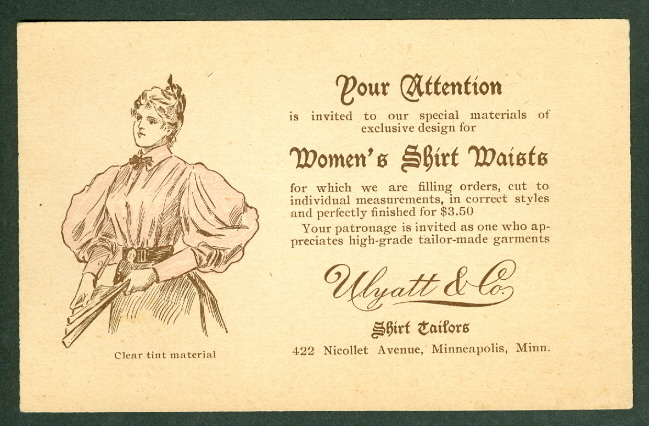 Your Attention
is invited to our special materials of
exclusive design for
Women's Shirt Waists
for which we are filling orders, cut to
individual measurements, in correct styles
and perfectly finished for $3.50
Your patronage is invited as one who ap-
preciates high-grade tailor-made garments
Wyatt & Co.
Shirt Tailors
422 Nicollet Avenue, Minneapolis, Minn.
Clear tint material